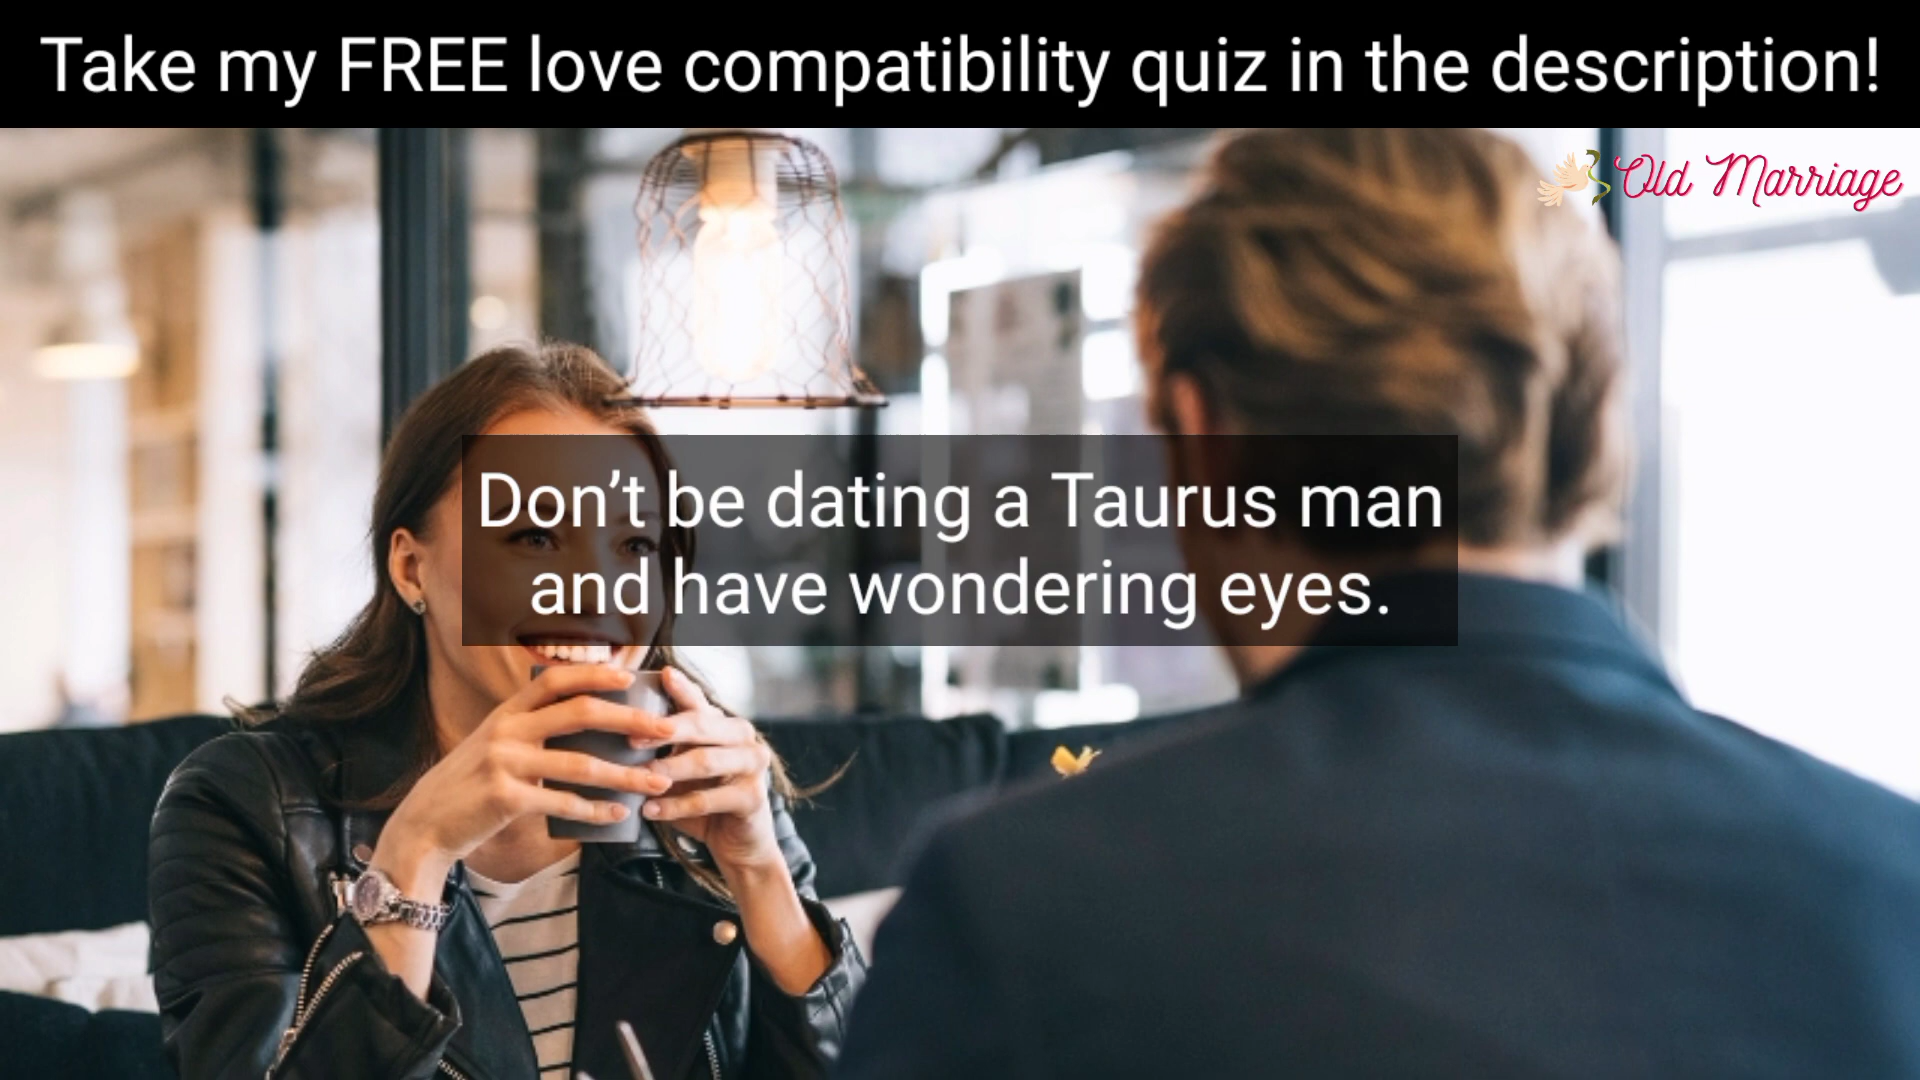 Take my FREE love compatibility quiz in the description!
Old Marriage
Don’t be dating a Taurus man
and have wondering eyes.